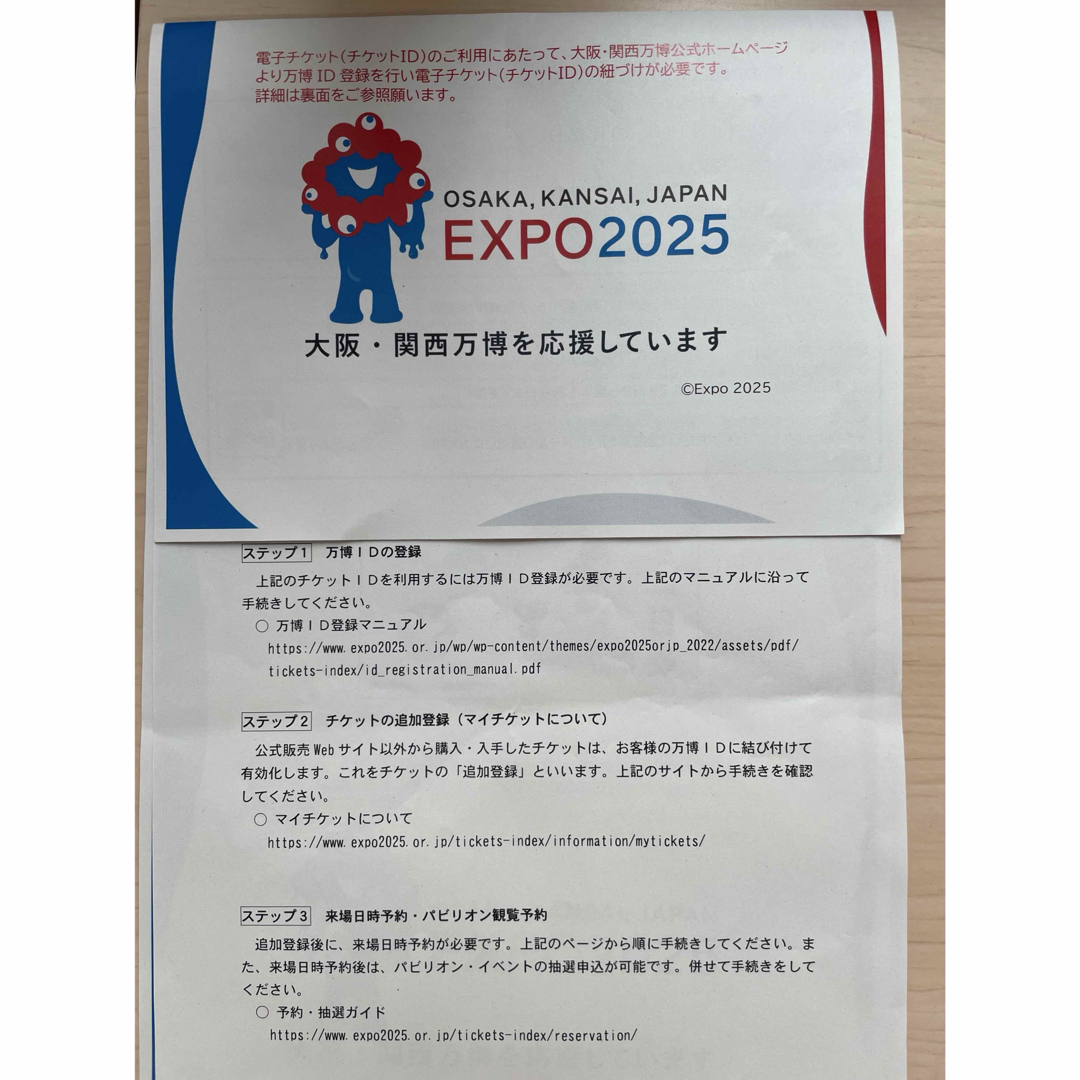 電子チケット(チケットID)のご利用にあたって、大阪・関西万博公式ホームページ
より万博 ID 登録を行い電子チケット(チケットID)の紐づけが必要です。
詳細は裏面をご参照願います。
OSAKA, KANSAI, JAPAN
EXPO2025
大阪・関西万博を応援しています
©Expo 2025
ステップ1 万博IDの登録
上記のチケットIDを利用するには万博ID登録が必要です。上記のマニュアルに沿って
手続きしてください。
○ 万博ID登録マニュアル
https://www.expo2025.or.jp/wp/wp-content/themes/expo2025orjp_2022/assets/pdf/
tickets-index/id_registration_manual.pdf
ステップ2 チケットの追加登録(マイチケットについて)
公式販売Webサイト以外から購入・入手したチケットは、お客様の万博IDに結び付けて
有効化します。これをチケットの「追加登録」といいます。上記のサイトから手続きを確認
してください。
○ マイチケットについて
https://www.expo2025.or.jp/tickets-index/information/mytickets/
ステップ3 来場日時予約・パビリオン観覧予約
追加登録後に、来場日時予約が必要です。上記のページから順に手続きしてください。ま
た、来場日時予約後は、パビリオン・イベントの抽選申込が可能です。併せて手続きをして
ください。
○ 予約・抽選ガイド
https://www.expo2025.or.jp/tickets-index/reservation/